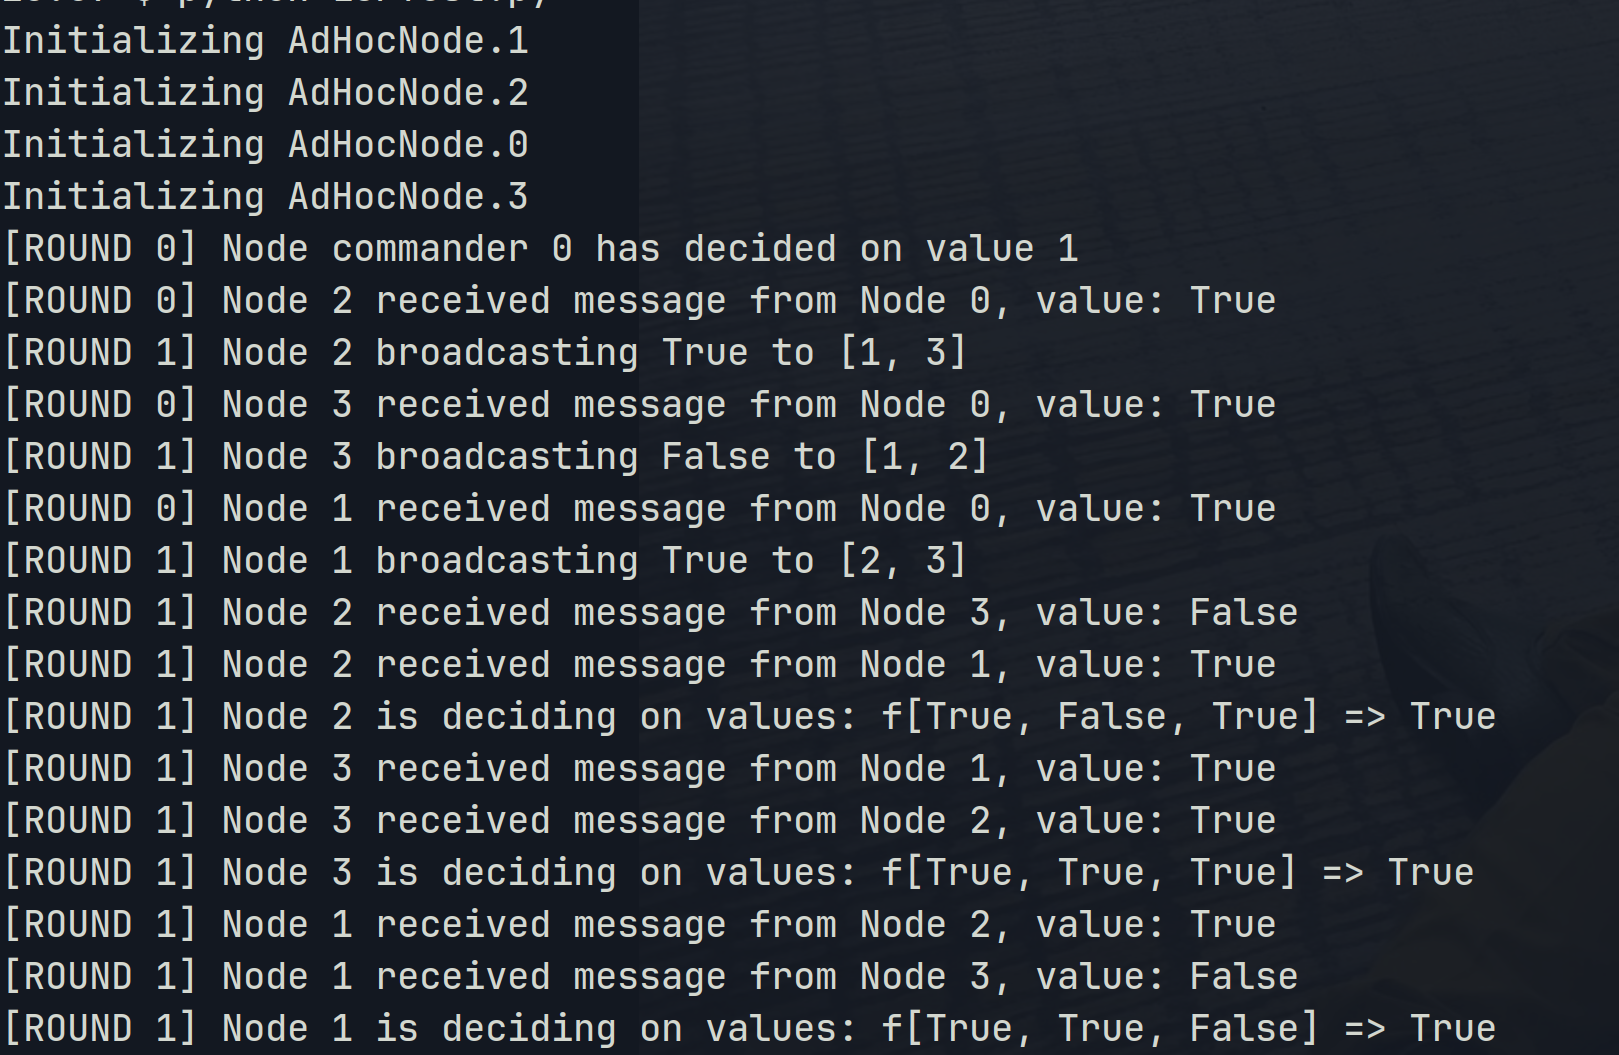 python
Initializing AdHocNode.1
Initializing AdHocNode.2
Initializing AdHocNode.0
Initializing AdHocNode.3
[ROUND 0] Node commander 0 has decided on value 1
[ROUND 0] Node 2 received message from Node 0, value: True
[ROUND 1] Node 2 broadcasting True to [1, 3]
[ROUND 0] Node 3 received message from Node 0, value: True
[ROUND 1] Node 3 broadcasting False to [1, 2]
[ROUND 0] Node 1 received message from Node 0, value: True
[ROUND 1] Node 1 broadcasting True to [2, 3]
[ROUND 1] Node 2 received message from Node 3, value: False
[ROUND 1] Node 2 received message from Node 1, value: True
[ROUND 1] Node 2 is deciding on values: f[True, False, True] => True
[ROUND 1] Node 3 received message from Node 1, value: True
[ROUND 1] Node 3 received message from Node 2, value: True
[ROUND 1] Node 3 is deciding on values: f[True, True, True] => True
[ROUND 1] Node 1 received message from Node 2, value: True
[ROUND 1] Node 1 received message from Node 3, value: False
[ROUND 1] Node 1 is deciding on values: f[True, True, False] => True